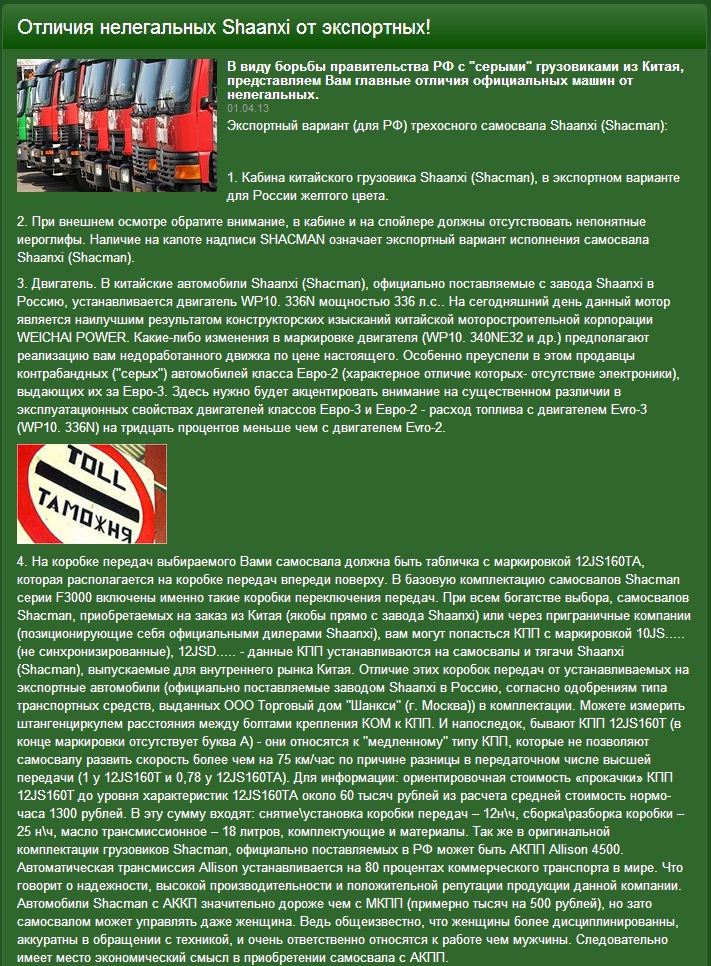 Отличия нелегальных Shaanxi от экспортных!
В виду борьбы правительства РФ с "серыми" грузовиками из Китая,
представляем Вам главные отличия официальных машин от
нелегальных.
01.04.13
Экспортный вариант (для РФ) трехосного самосвала Shaanxi (Shacman):
1. Кабина китайского грузовика Shaanxi (Shacman), в экспортном варианте
для России желтого цвета.
2. При внешнем осмотре обратите внимание, в кабине и на спойлере должны отсутствовать непонятные
иероглифы. Наличие на капоте надписи SHACMAN означает экспортный вариант исполнения самосвала
Shaanxi (Shacman).
3. Двигатель. В китайские автомобили Shaanxi (Shacman), официально поставляемые с завода Shaanxi в
Россию, устанавливается двигатель WP10. 336N мощностью 336 л.с.. На сегодняшний день данный мотор
является наилучшим результатом конструкторских изысканий китайской моторостроительной корпорации
WEICHAI POWER. Какие-либо изменения в маркировке двигателя (WP10. 340NE32 и др.) предполагают
реализацию вам недоработанного движка по цене настоящего. Особенно преуспели в этом продавцы
контрабандных ("серых") автомобилей класса Евро-2 (характерное отличие которых- отсутствие электроники),
выдающих их за Евро-3. Здесь нужно будет акцентировать внимание на существенном различии в
эксплуатационных свойствах двигателей классов Евро-3 и Евро-2 - расход топлива с двигателем Evro-3
(WP10. 336N) на тридцать процентов меньше чем с двигателем Evro-2.
TOLL
ТАМОЖНЯ
4. На коробке передач выбираемого Вами самосвала должна быть табличка с маркировкой 12JS160TA,
которая располагается на коробке передач впереди поверху. В базовую комплектацию самосвалов Shacman
серии F3000 включены именно такие коробки переключения передач. При всем богатстве выбора, самосвалов
Shacman, приобретаемых на заказ из Китая (якобы прямо с завода Shaanxi) или через приграничные компании
(позиционирующие себя официальными дилерами Shaanxi), вам могут попасться КПП с маркировкой 10JS.....
(не синхронизированные), 12JSD..... - данные КПП устанавливаются на самосвалы и тягачи Shaanxi
(Shacman), выпускаемые для внутреннего рынка Китая. Отличие этих коробок передач от устанавливаемых на
экспортные автомобили (официально поставляемые заводом Shaanxi в Россию, согласно одобрениям типа
транспортных средств, выданных ООО Торговый дом "Шанкси" (г. Москва)) в комплектации. Можете измерить
штангенциркулем расстояния между болтами крепления КОМ к КПП. И напоследок, бывают КПП 12JS160T (в
конце маркировки отсутствует буква А) - они относятся к "медленному" типу КПП, которые не позволяют
самосвалу развить скорость более чем на 75 км/час по причине разницы в передаточном числе высшей
передачи (1 у 12JS160T и 0,78 у 12JS160TA). Для информации: ориентировочная стоимость «прокачки» КПП
12JS160T до уровня характеристик 12JS160TA около 60 тысяч рублей из расчета средней стоимость нормо-
часа 1300 рублей. В эту сумму входят: снятие\установка коробки передач – 12н\ч, сборка\разборка коробки –
25 н\ч, масло трансмиссионное – 18 литров, комплектующие и материалы. Так же в оригинальной
комплектации грузовиков Shacman, официально поставляемых в РФ может быть АКПП Allison 4500.
Автоматическая трансмиссия Allison устанавливается на 80 процентов коммерческого транспорта в мире. Что
говорит о надежности, высокой производительности и положительной репутации продукции данной компании.
Автомобили Shacman с АККП значительно дороже чем с МКПП (примерно тысяч на 500 рублей), но зато
самосвалом может управлять даже женщина. Ведь общеизвестно, что женщины более дисциплинированны,
аккуратны в обращении с техникой, и очень ответственно относятся к работе чем мужчины. Следовательно
имеет место экономический смысл в приобретении самосвала с АКПП.